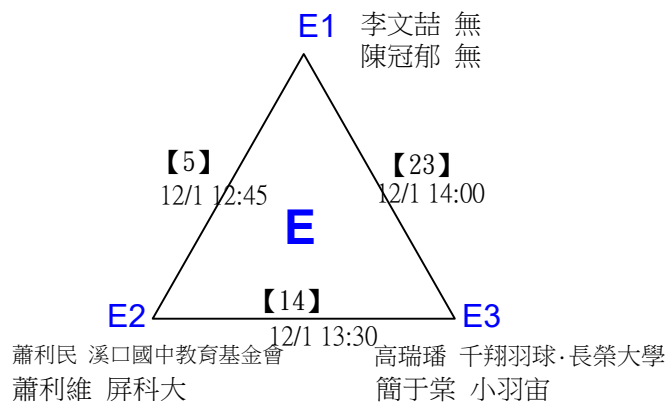 E1
李文喆 無
陳冠郁 無
【5】
12/1 12:45
【23】
12/1 14:00
E
【14】
12/1 13:30
E2
E3
蕭利民 溪口國中教育基金會
蕭利維 屏科大
高瑞璠 千翔羽球·長榮大學
簡于棠 小羽宙